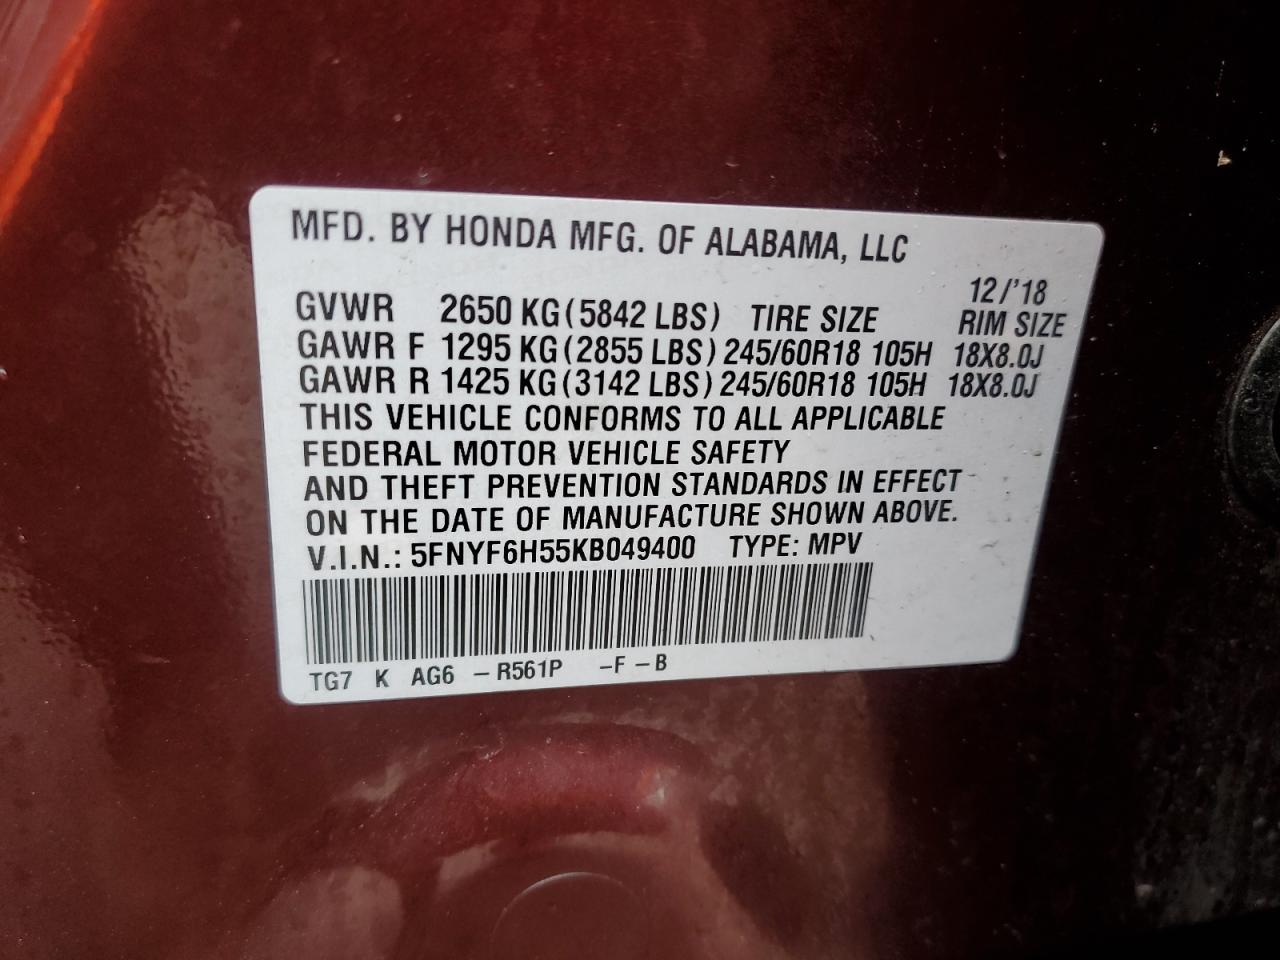 MFD. BY HONDA MFG. OF ALABAMA, LLC
12/'18
GVWR 2650 KG (5842 LBS) TIRE SIZE RIM SIZE
GAWR F 1295 KG (2855 LBS) 245/60R18 105H 18X8.0J
GAWR R 1425 KG (3142 LBS) 245/60R18 105H 18X8.0J
THIS VEHICLE CONFORMS TO ALL APPLICABLE
FEDERAL MOTOR VEHICLE SAFETY
AND THEFT PREVENTION STANDARDS IN EFFECT
ON THE DATE OF MANUFACTURE SHOWN ABOVE.
V.I.N.: 5FNYF6H55KB049400 TYPE: MPV
TG7 K AG6 – R561P –F – B